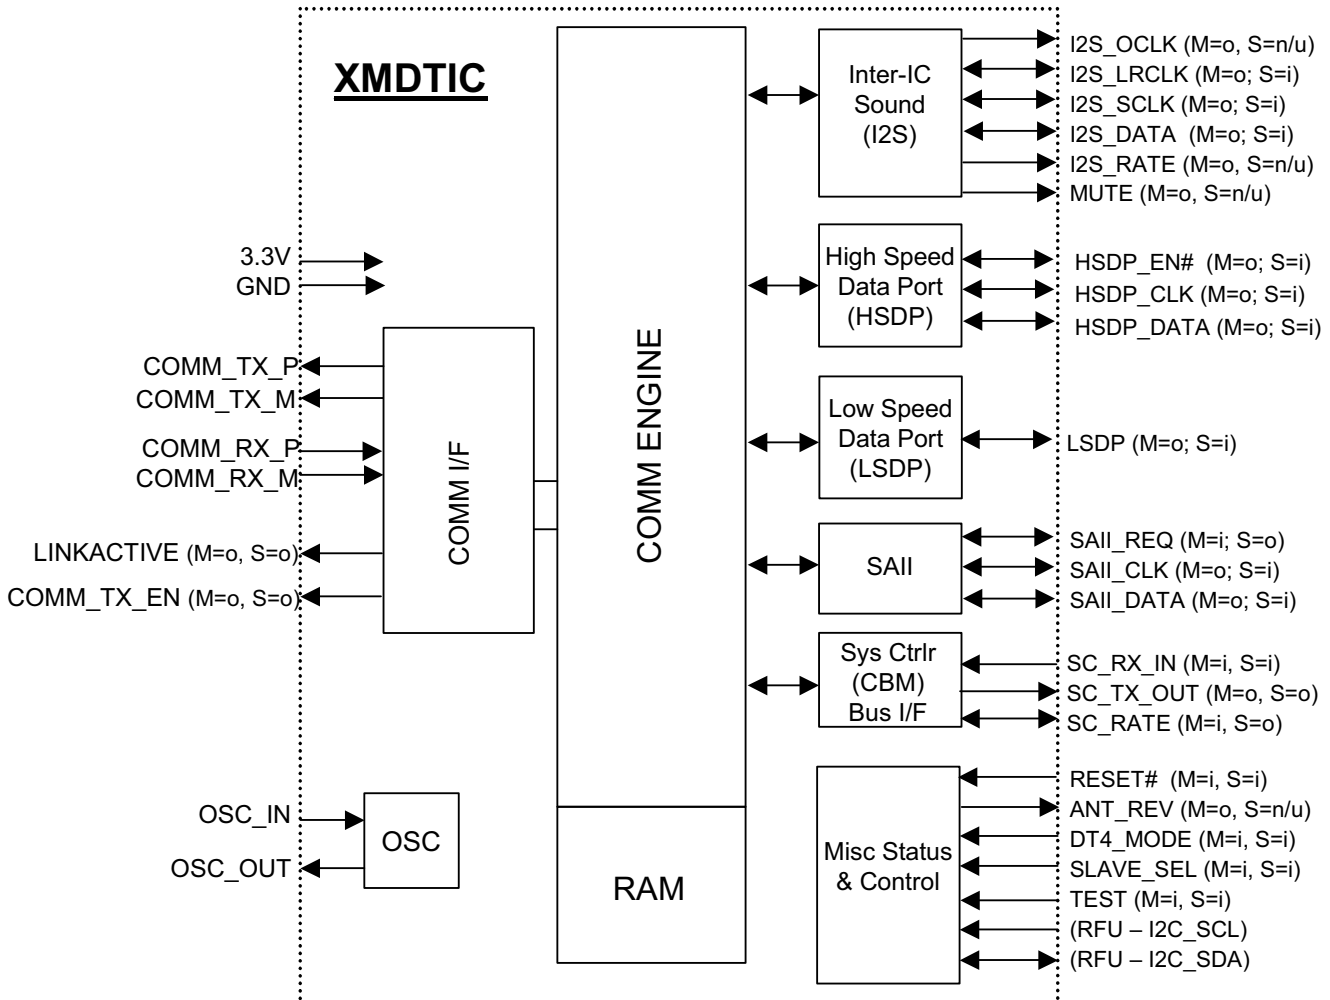 XMDTIC
3.3V
GND
COMM_TX_P
COMM_TX_M
COMM_RX_P
COMM_RX_M
LINKACTIVE (M=o, S=o)
COMM_TX_EN (M=o, S=o)
OSC_IN
OSC_OUT
OSC
COMM I/F
COMM ENGINE
RAM
Inter-IC
Sound
(I2S)
High Speed
Data Port
(HSDP)
Low Speed
Data Port
(LSDP)
SAII
Sys Ctrlr
(CBM)
Bus I/F
Misc Status
& Control
I2S_OCLK (M=o, S=n/u)
I2S_LRCLK (M=o; S=i)
I2S_SCLK (M=o; S=i)
I2S_DATA (M=o; S=i)
I2S_RATE (M=o, S=n/u)
MUTE (M=o, S=n/u)
HSDP_EN# (M=o; S=i)
HSDP_CLK (M=o; S=i)
HSDP_DATA (M=o; S=i)
LSDP (M=o; S=i)
SAII_REQ (M=i; S=o)
SAII_CLK (M=o; S=i)
SAII_DATA (M=o; S=i)
SC_RX_IN (M=i, S=i)
SC_TX_OUT (M=o, S=o)
SC_RATE (M=i, S=o)
RESET# (M=i, S=i)
ANT_REV (M=o, S=n/u)
DT4_MODE (M=i, S=i)
SLAVE_SEL (M=i, S=i)
TEST (M=i, S=i)
(RFU – I2C_SCL)
(RFU – I2C_SDA)